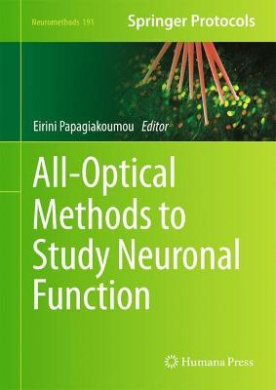 Neuromethods 191
Springer Protocols
Eirini Papagiakoumou Editor
All-Optical
Methods to
Study Neuronal
Function
Humana Press